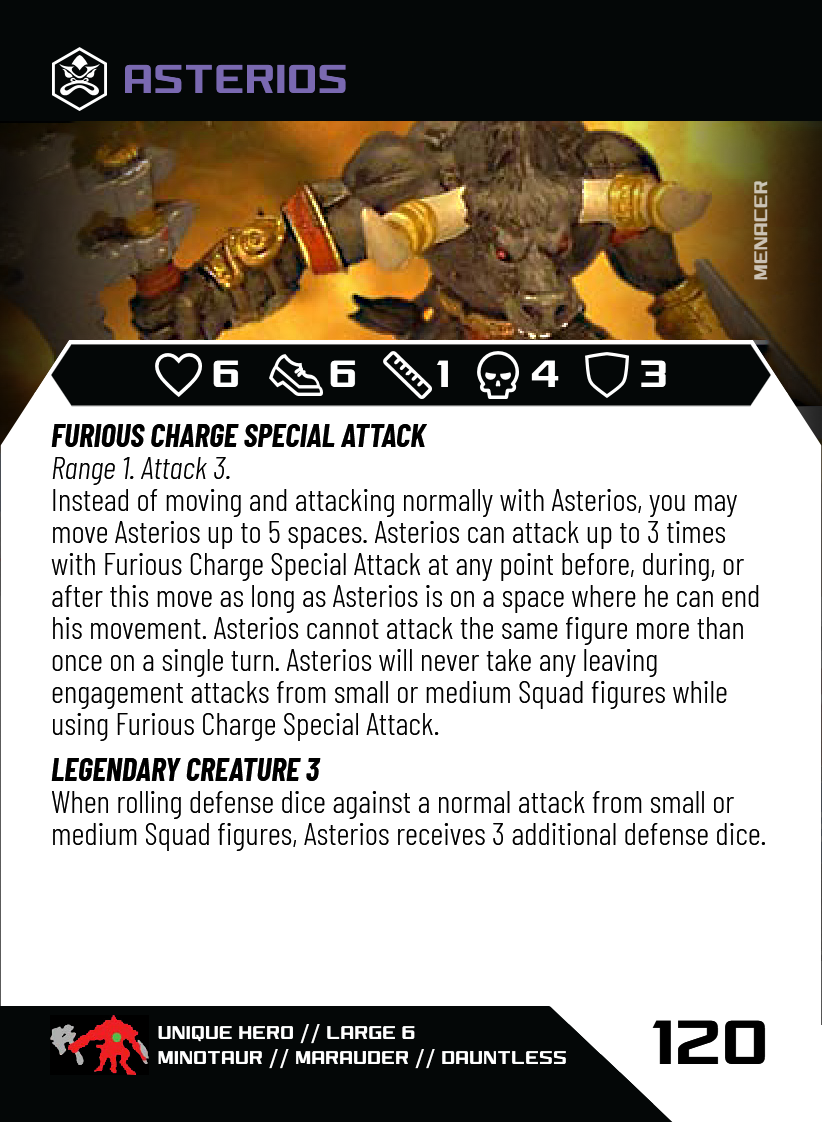 ASTERIOS
MENACER
6 6 1 4 3
FURIOUS CHARGE SPECIAL ATTACK
Range 1. Attack 3.
Instead of moving and attacking normally with Asterios, you may
move Asterios up to 5 spaces. Asterios can attack up to 3 times
with Furious Charge Special Attack at any point before, during, or
after this move as long as Asterios is on a space where he can end
his movement. Asterios cannot attack the same figure more than
once on a single turn. Asterios will never take any leaving
engagement attacks from small or medium Squad figures while
using Furious Charge Special Attack.
LEGENDARY CREATURE 3
When rolling defense dice against a normal attack from small or
medium Squad figures, Asterios receives 3 additional defense dice.
UNIQUE HERO // LARGE 6
MINOTAUR // MARAUDER // DAUNTLESS
120